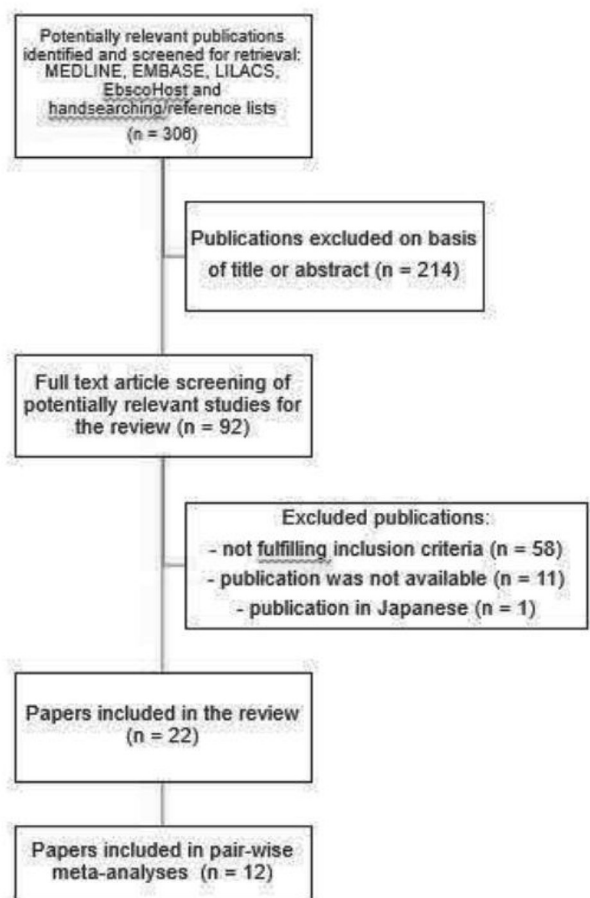 Potentially relevant publications
identified and screened for retrieval:
MEDLINE, EMBASE, LILACS,
EbscoHost and
handsearching/reference lists
(n = 306)
Publications excluded on basis
of title or abstract (n = 214)
Full text article screening of
potentially relevant studies for
the review (n = 92)
Excluded publications:
- not fulfilling inclusion criteria (n = 58)
- publication was not available (n = 11)
- publication in Japanese (n = 1)
Papers included in the review
(n = 22)
Papers included in pair-wise
meta-analyses (n = 12)